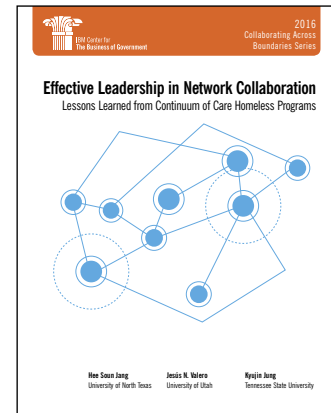 2016
Collaborating Across
Boundaries Series
IBM Center for
The Business of Government
Effective Leadership in Network Collaboration
Lessons Learned from Continuum of Care Homeless Programs
Hee Soun Jang
University of North Texas
Jesús N. Valero
University of Utah
Kyujin Jung
Tennessee State University